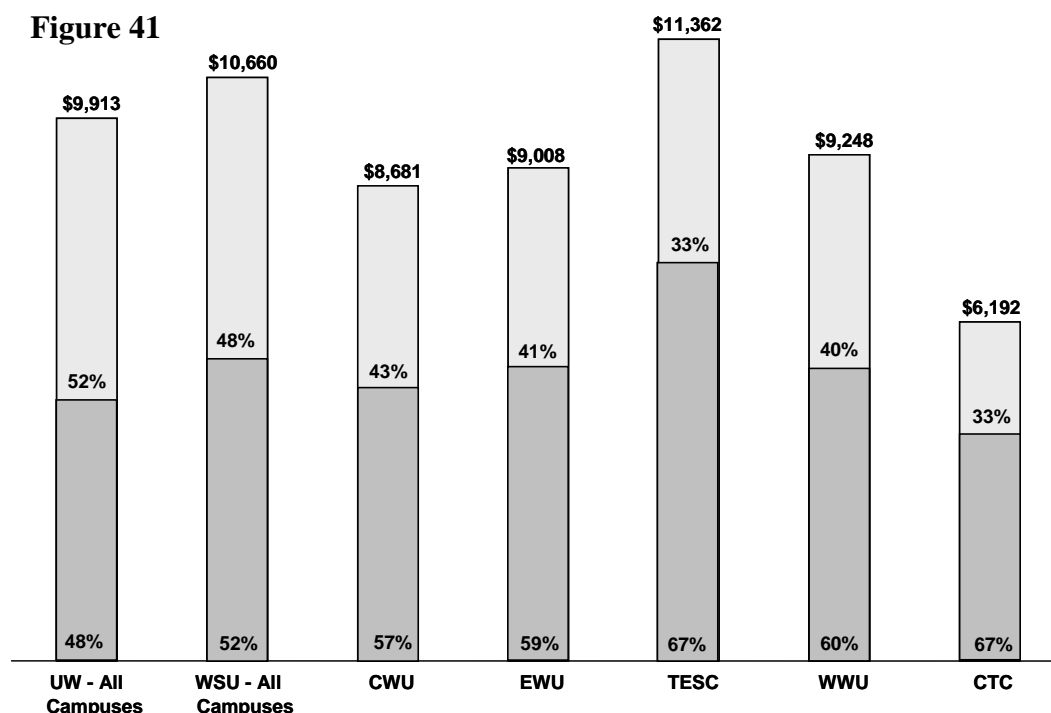 Figure 41
$9,913
$10,660
$8,681
$9,008
$11,362
$9,248
$6,192
52%
48%
43%
41%
33%
40%
33%
48%
52%
57%
59%
67%
60%
67%
UW - All
Campuses
WSU - All
Campuses
CWU
EWU
TESC
WWU
CTC